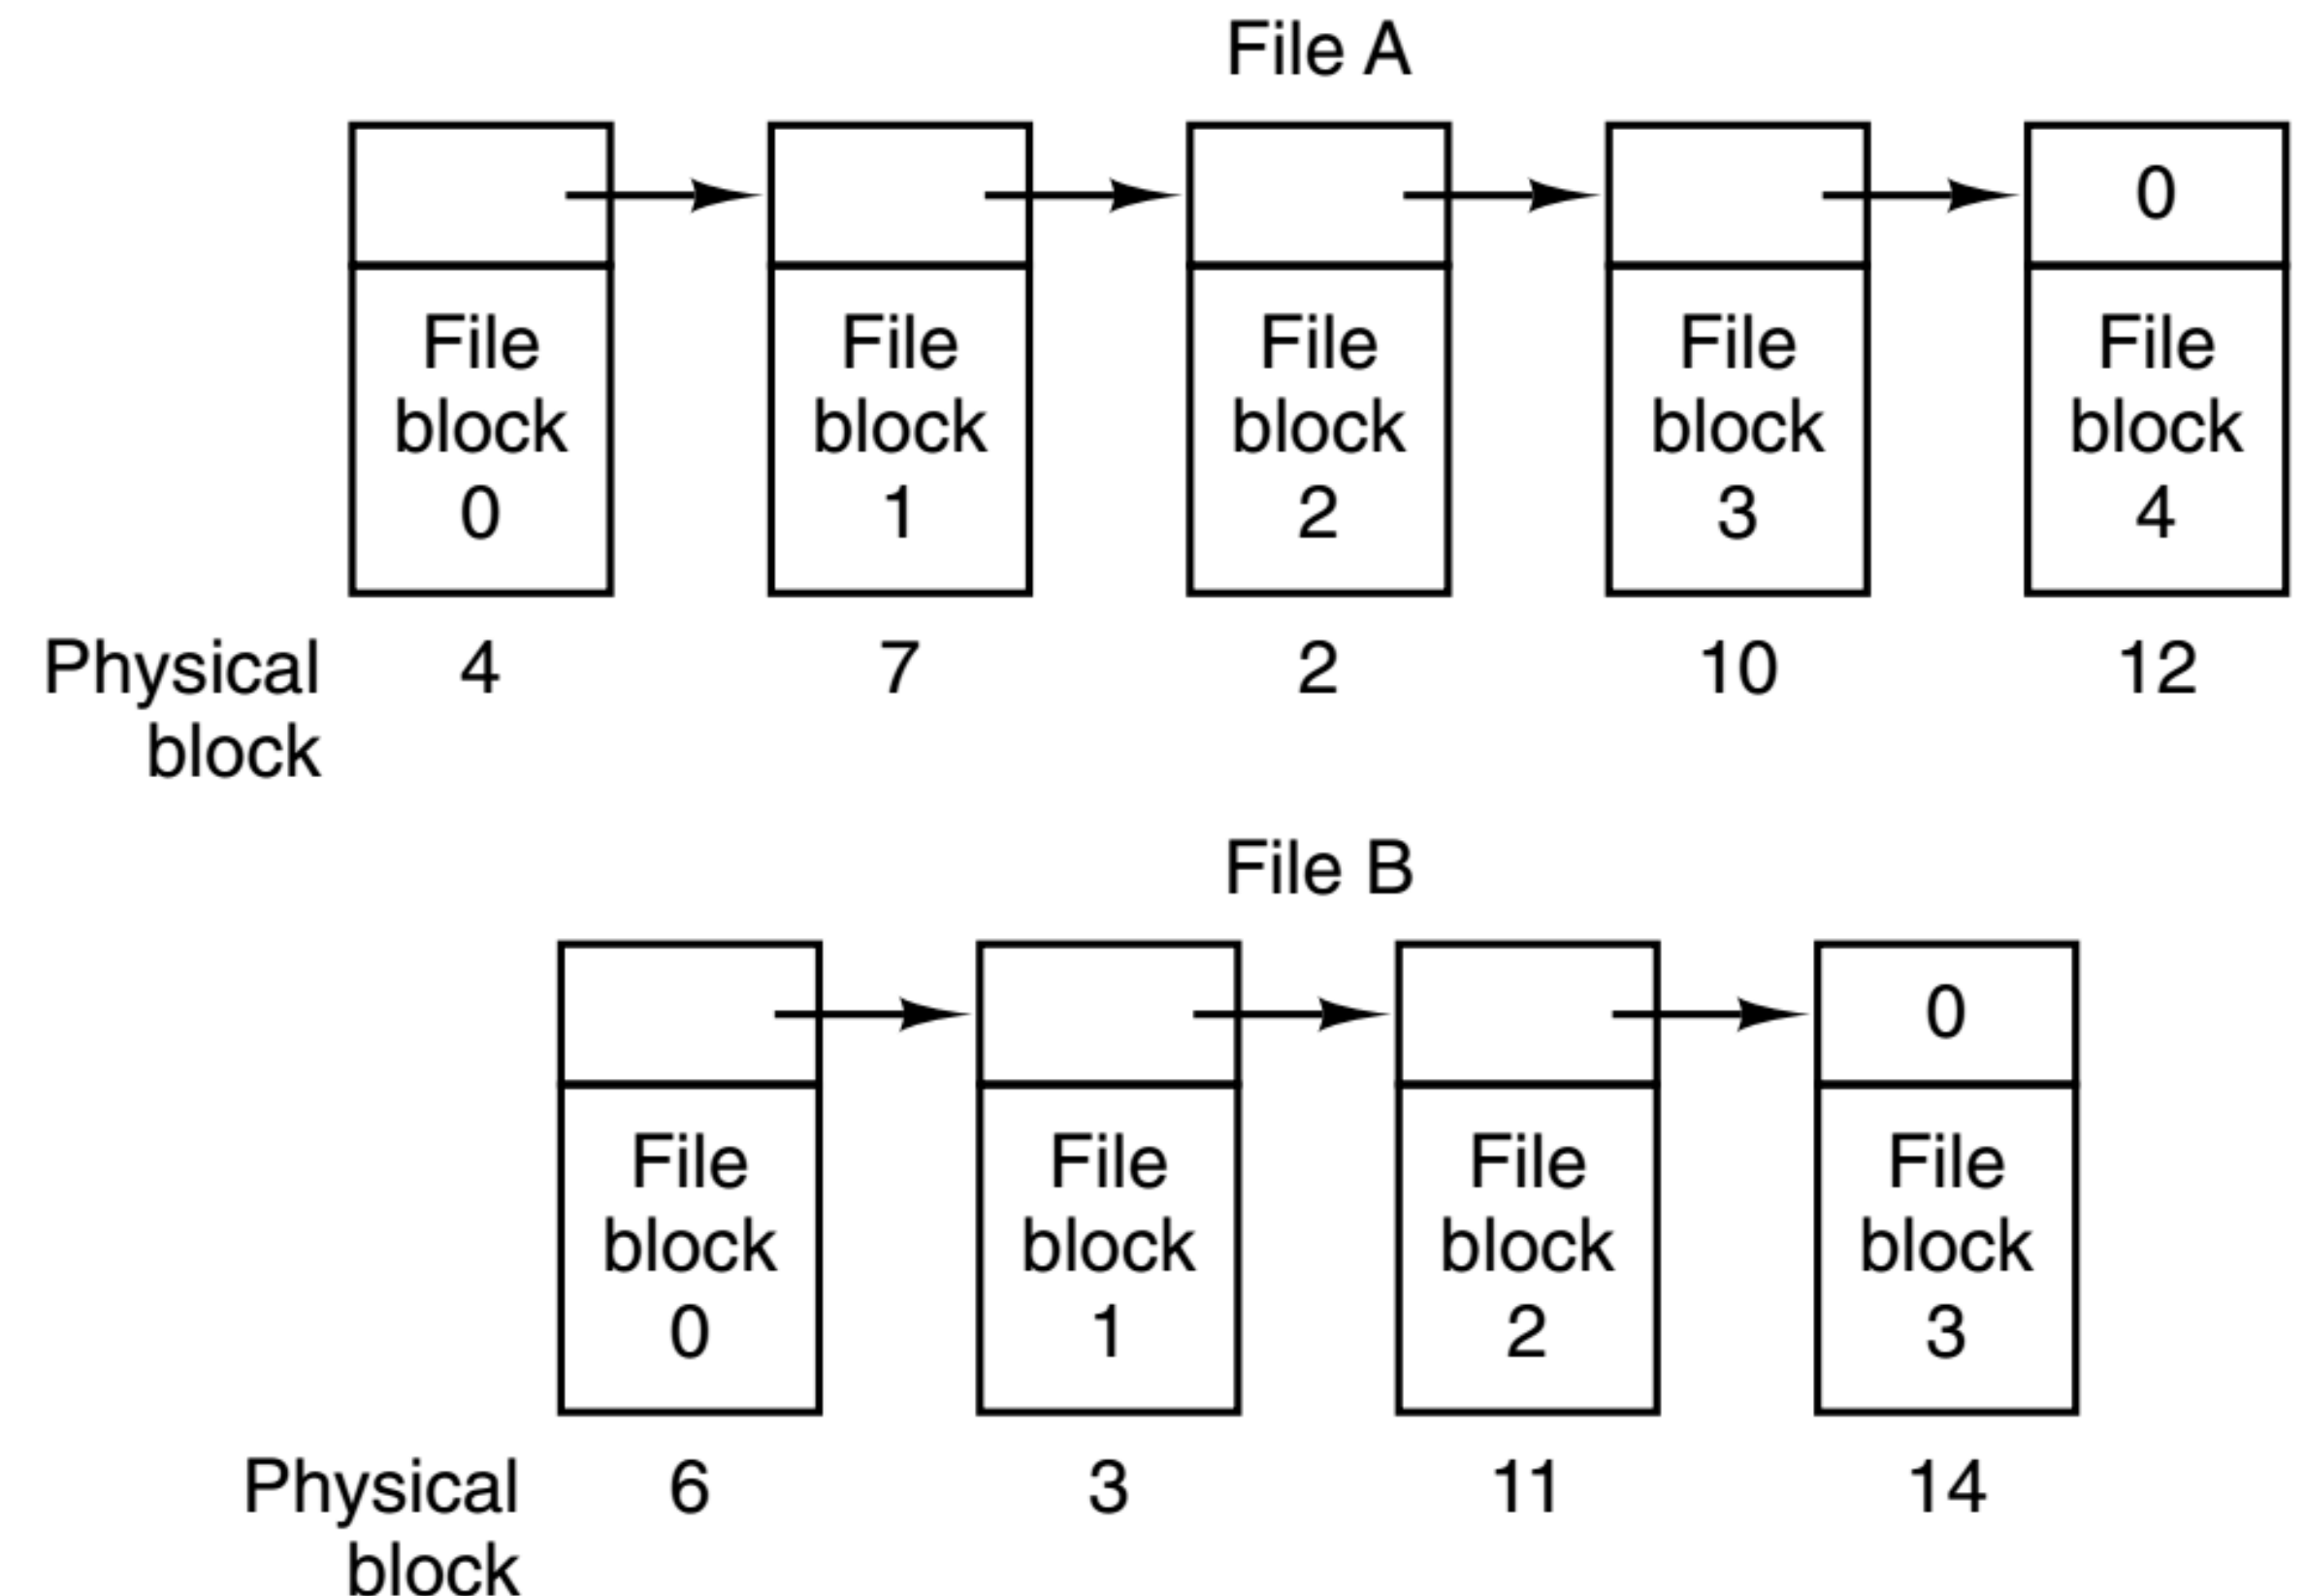 File A
0
File File File File File
block block block block block
0 1 2 3 4
Physical 4 7 2 10 12
block
File B
0
File File File File
block block block block
0 1 2 3
Physical 6 3 11 14
block